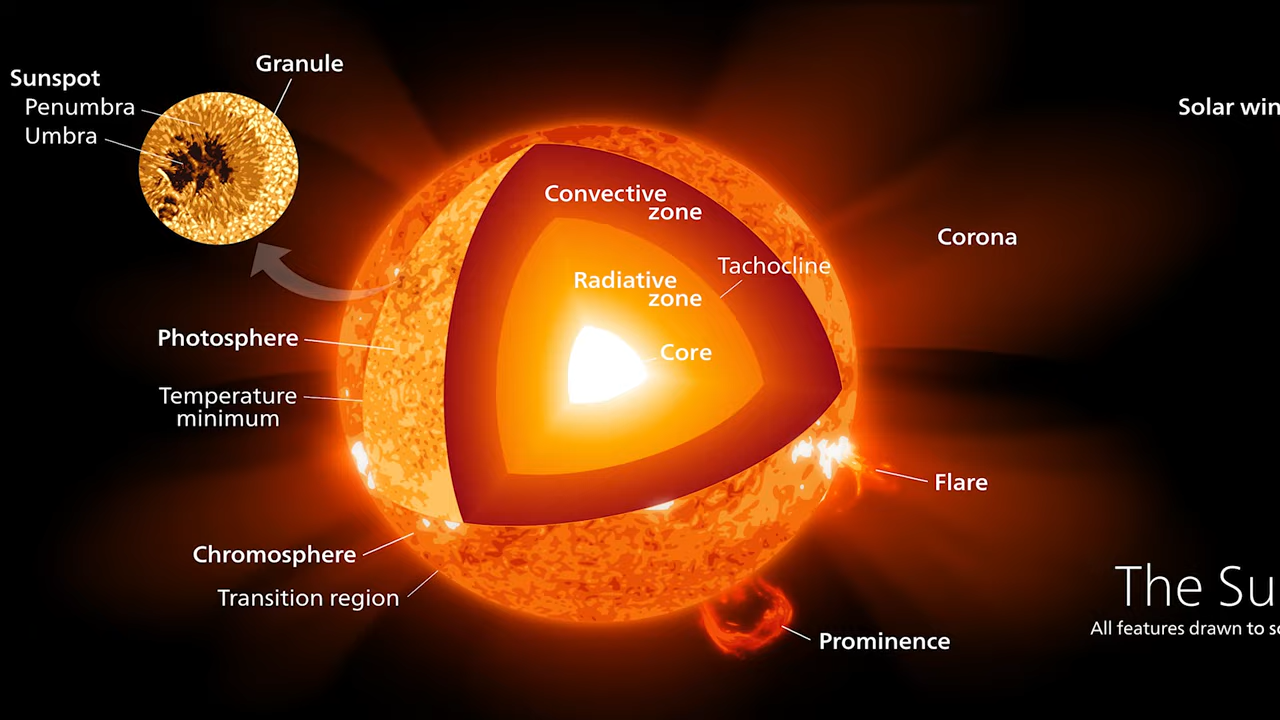 Granule
Sunspot
Penumbra
Umbra
Solar win
Convective
zone
Corona
Tachocline
Radiative
zone
Photosphere
Core
Temperature
minimum
Flare
Chromosphere
Transition region
The Su
All features drawn to sc
Prominence